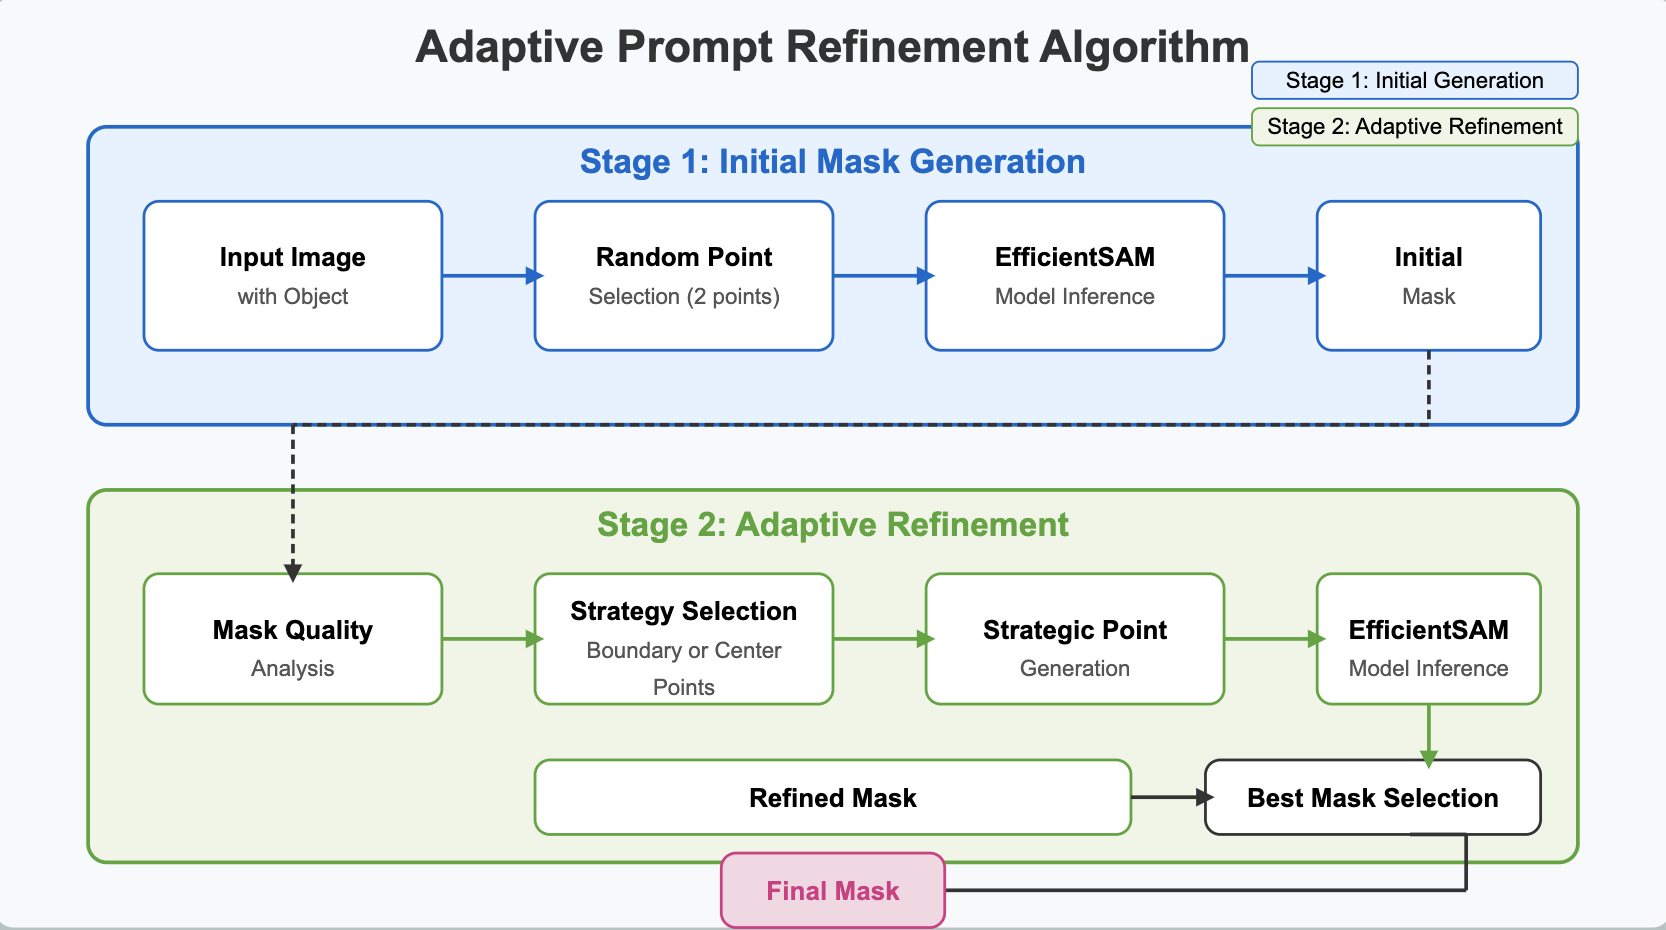 Adaptive Prompt Refinement Algorithm
Stage 1: Initial Generation
Stage 2: Adaptive Refinement
Stage 1: Initial Mask Generation
Input Image
with Object
Random Point
Selection (2 points)
EfficientSAM
Model Inference
Initial
Mask
Stage 2: Adaptive Refinement
Mask Quality
Analysis
Strategy Selection
Boundary or Center
Points
Strategic Point
Generation
EfficientSAM
Model Inference
Refined Mask
Best Mask Selection
Final Mask